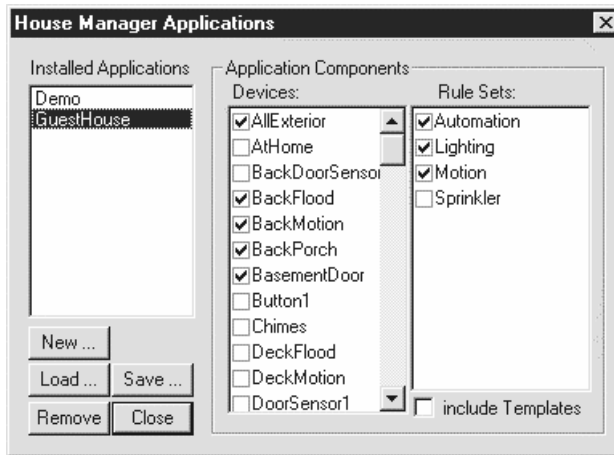 House Manager Applications
Installed Applications
Demo
GuestHouse
New ...
Load ...
Save ...
Remove
Close
Application Components
Devices:
AllExterior
AtHome
BackDoorSensor
BackFlood
BackMotion
BackPorch
BasementDoor
Button1
Chimes
DeckFlood
DeckMotion
DoorSensor1
Rule Sets:
Automation
Lighting
Motion
Sprinkler
include Templates